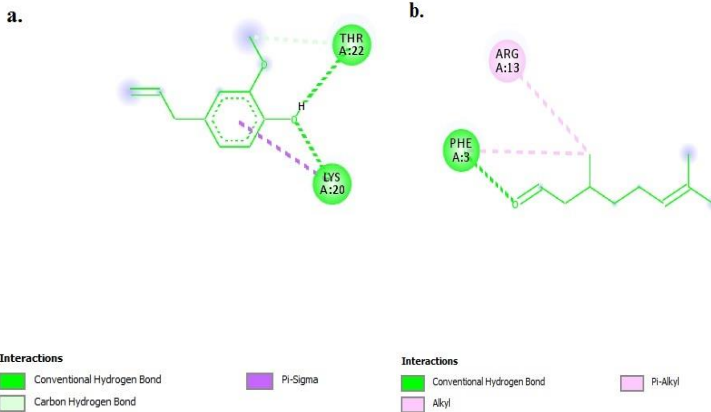 a.
THR
A:22
O
H
O
LYS
A:20
Interactions
Conventional Hydrogen Bond
Carbon Hydrogen Bond
Pi-Sigma
b.
ARG
A:13
PHE
A:3
O
Interactions
Conventional Hydrogen Bond
Alkyl
Pi-Alkyl